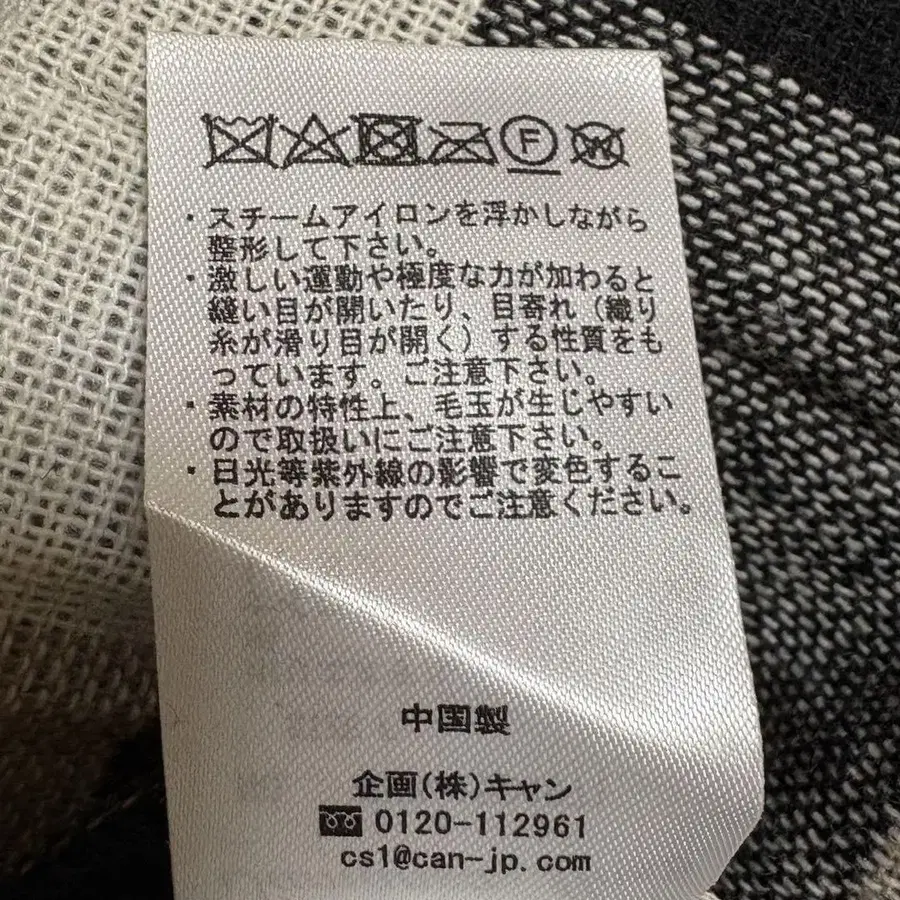 F W
・スチームアイロンを浮かしながら
整形して下さい。
・激しい運動や極度な力が加わると
縫い目が開いたり、目寄れ（織り
糸が滑り目が開く）する性質をも
っています。ご注意下さい。
・素材の特性上、毛玉が生じやすい
ので取扱いにご注意下さい。
・日光等紫外線の影響で変色するこ
とがありますのでご注意ください。
中国製
企画(株)キャン
0120-112961
cs1@can-jp.com